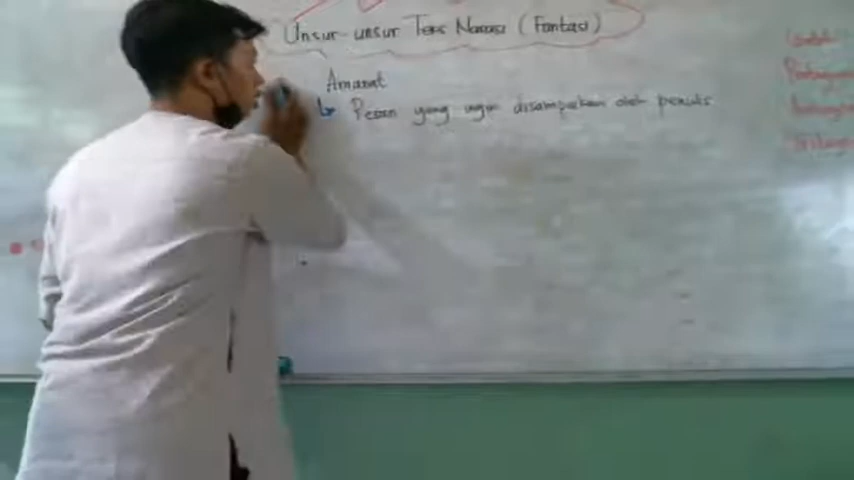 Unsur-unsur Teks Narasi (Fantasi)
Amanat
Pesan yang ingin disampaikan oleh penulis